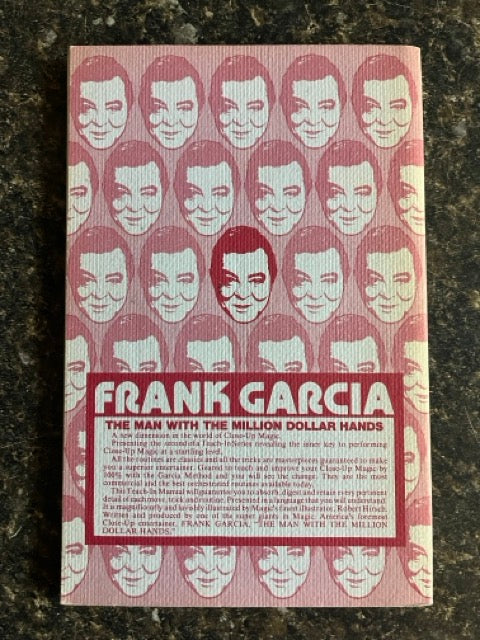 FRANK GARCIA
THE MAN WITH THE MILLION DOLLAR HANDS
A new dimension in the world of Close-Up Magic.
Presenting the second of a Teach-In-Series revealing the inner key to performing
Close-Up Magic at a startling level.
All the routines are classics and all the tricks are masterpieces guaranteed to make
you a superior entertainer. Geared to teach and improve your Close-Up Magic by
100% with the Garcia Method and you will see the change. They are the most
commercial and the best entertainment routines available today.
This Teach-In Manual will guarantee you to absorb, digest and retain every pertinent
detail of each move, trick and routine. Presented in a language that you will understand.
It is magnificently and lavishly illustrated by Magic's finest illustrator, Robert Hirsch.
Written and produced by one of the super giants in Magic, America's foremost
Close-Up entertainer, FRANK GARCIA, "THE MAN WITH THE MILLION
DOLLAR HANDS."